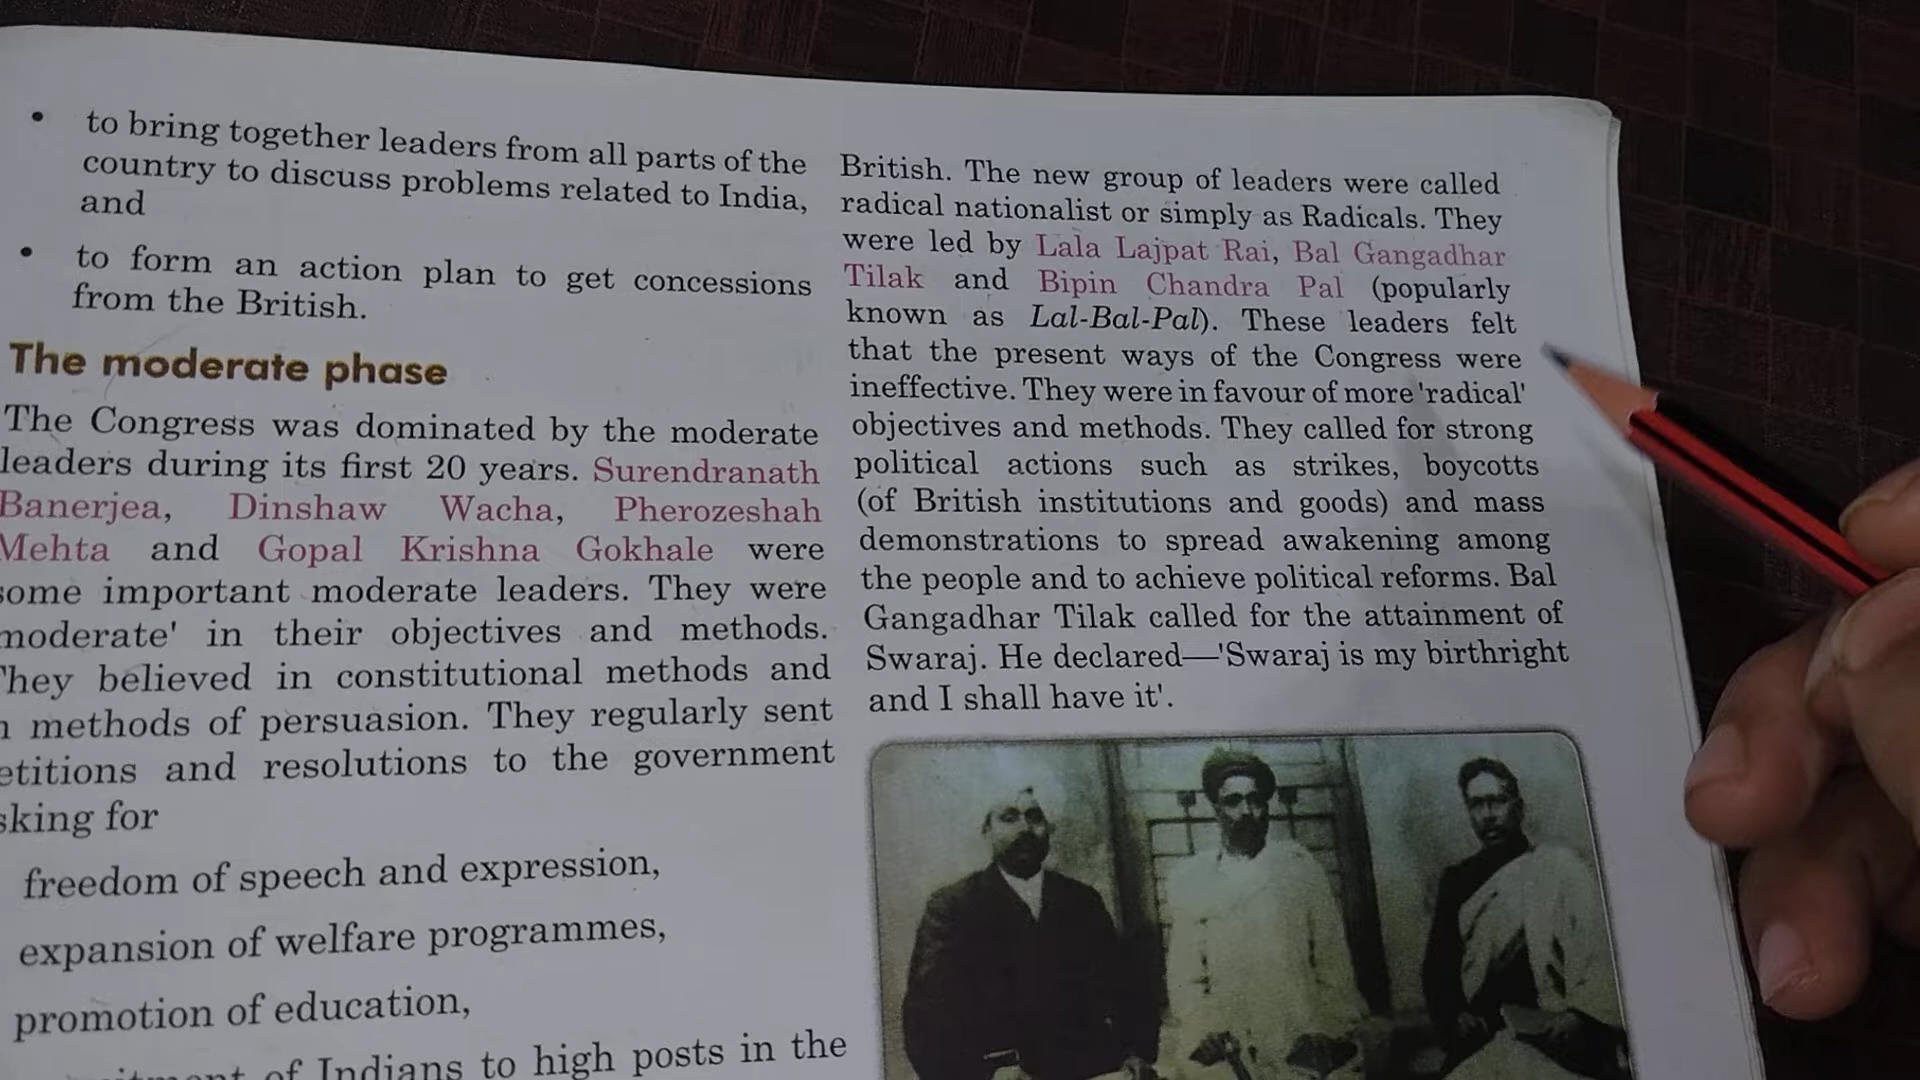 • to bring together leaders from all parts of the
country to discuss problems related to India,
and
• to form an action plan to get concessions
from the British.
The moderate phase
The Congress was dominated by the moderate
leaders during its first 20 years. Surendranath
Banerjea, Dinshaw Wacha, Pherozeshah
Mehta and Gopal Krishna Gokhale were
some important moderate leaders. They were
moderate' in their objectives and methods.
They believed in constitutional methods and
methods of persuasion. They regularly sent
etitions and resolutions to the government
sking for
freedom of speech and expression,
expansion of welfare programmes,
promotion of education,
of Indians to high posts in the
British. The new group of leaders were called
radical nationalist or simply as Radicals. They
were led by Lala Lajpat Rai, Bal Gangadhar
Tilak and Bipin Chandra Pal (popularly
known as Lal-Bal-Pal). These leaders felt
that the present ways of the Congress were
ineffective. They were in favour of more 'radical'
objectives and methods. They called for strong
political actions such as strikes, boycotts
(of British institutions and goods) and mass
demonstrations to spread awakening among
the people and to achieve political reforms. Bal
Gangadhar Tilak called for the attainment of
Swaraj. He declared—'Swaraj is my birthright
and I shall have it'.